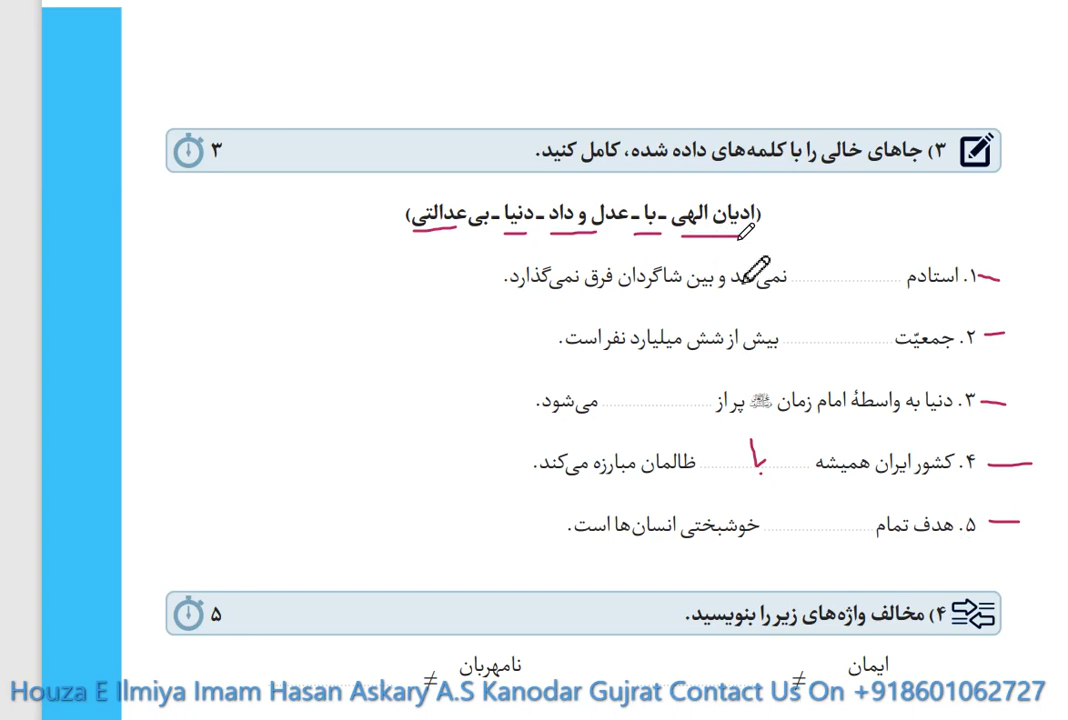 ۳) جاهای خالی را با کلمه‌های داده شده، کامل کنید. ۳
(ادیان الهی ـ با ـ عدل و داد ـ دنیا ـ بی‌عدالتی)
۱. استادم .......... نمی‌کند و بین شاگردان فرق نمی‌گذارد.
۲. جمعیّت .......... بیش از شش میلیارد نفر است.
۳. دنیا به واسطهٔ امام زمان پر از .......... می‌شود.
۴. کشور ایران همیشه با ظالمان مبارزه می‌کند.
۵. هدف تمام .......... خوشبختی انسان‌ها است.
۴) مخالف واژه‌های زیر را بنویسید. ۵
ایمان ≠ نامهربان ≠
Houza E Ilmiya Imam Hasan Askary A.S Kanodar Gujrat Contact Us On +918601062727